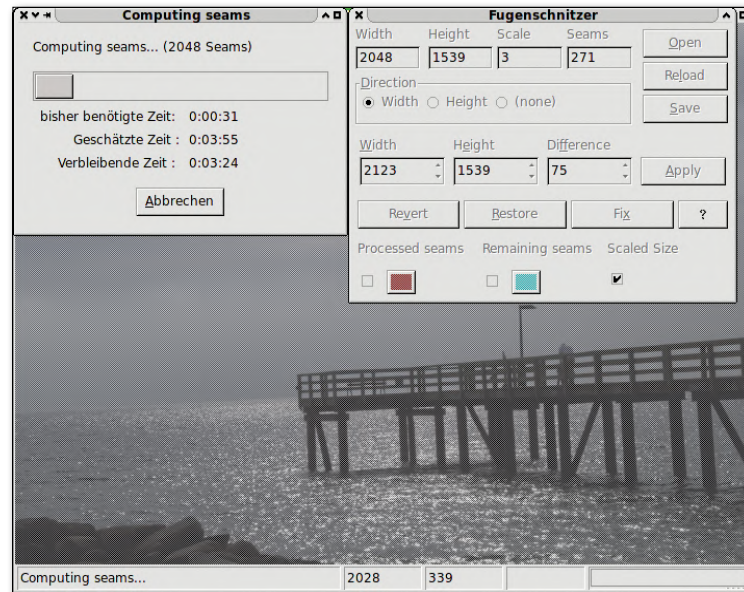 Computing seams
Computing seams... (2048 Seams)
bisher benötigte Zeit: 0:00:31
Geschätzte Zeit : 0:03:55
Verbleibende Zeit : 0:03:24
Abbrechen
Fugenschnitzer
Width Height Scale Seams
2048 1539 3 271
Open
Reload
Save
Direction
Width Height (none)
Width Height Difference
2123 1539 75
Apply
Revert Restore Fix ?
Processed seams Remaining seams Scaled Size
Computing seams... 2028 339